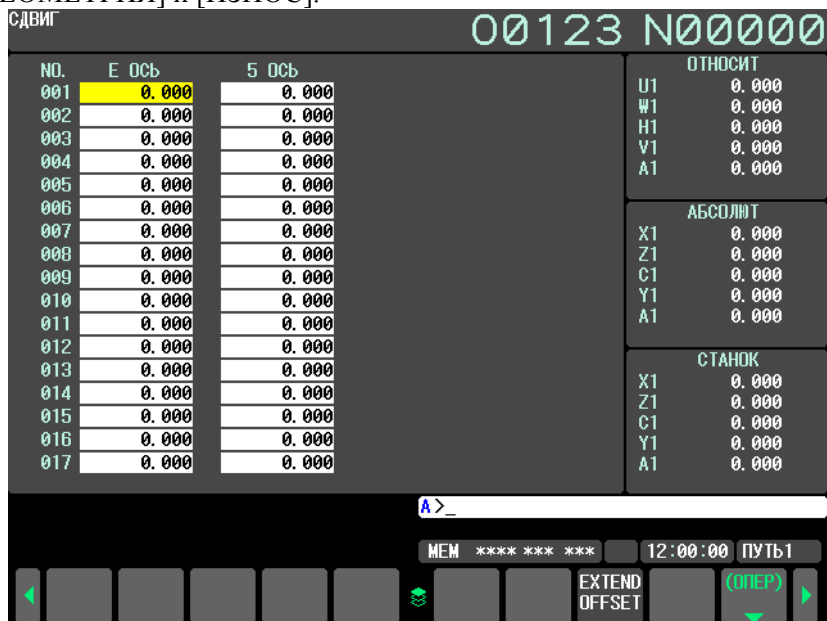 ЕОМЕТРИЯ] и [ИЗНОС].
СДВИГ
O0123 N00000
NO. E ОСЬ 5 ОСЬ
001 0.000 0.000
002 0.000 0.000
003 0.000 0.000
004 0.000 0.000
005 0.000 0.000
006 0.000 0.000
007 0.000 0.000
008 0.000 0.000
009 0.000 0.000
010 0.000 0.000
011 0.000 0.000
012 0.000 0.000
013 0.000 0.000
014 0.000 0.000
015 0.000 0.000
016 0.000 0.000
017 0.000 0.000
ОТНОСИТ
U1 0.000
W1 0.000
H1 0.000
V1 0.000
A1 0.000
АБСОЛЮТ
X1 0.000
Z1 0.000
C1 0.000
Y1 0.000
A1 0.000
СТАНОК
X1 0.000
Z1 0.000
C1 0.000
Y1 0.000
A1 0.000
A>_
MEM **** *** *** 12:00:00 ПУТЬ1
EXTEND
OFFSET
(ОПЕР)